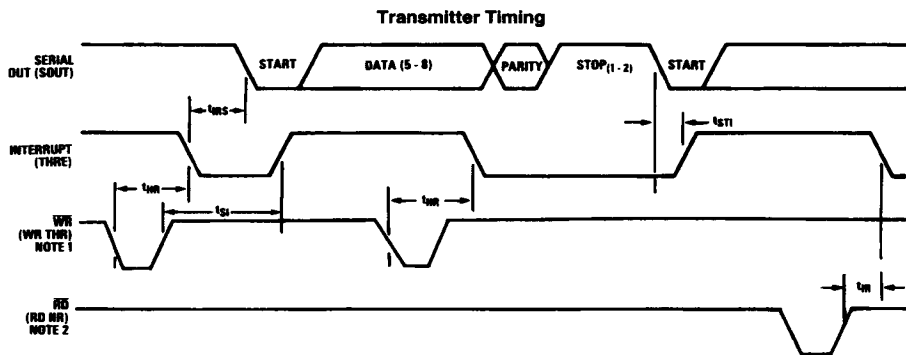 Transmitter Timing
SERIAL
OUT (SOUT)
START
DATA (5 - 8)
PARITY
STOP(1 - 2)
START
tIRS
tSTI
INTERRUPT
(THRE)
tHR
tSI
tHR
WR
(WR THR)
NOTE 1
tIR
RD
(RD NR)
NOTE 2